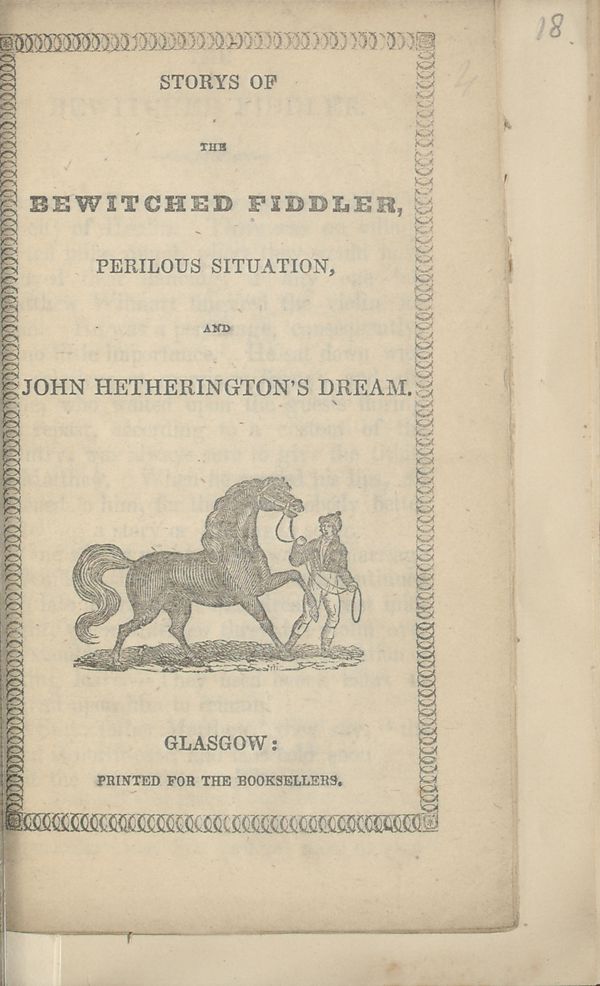 18
STORYS OF
THE
BEWITCHED FIDDLER,
PERILOUS SITUATION,
AND
JOHN HETHERINGTON'S DREAM.
GLASGOW:
PRINTED FOR THE BOOKSELLERS.